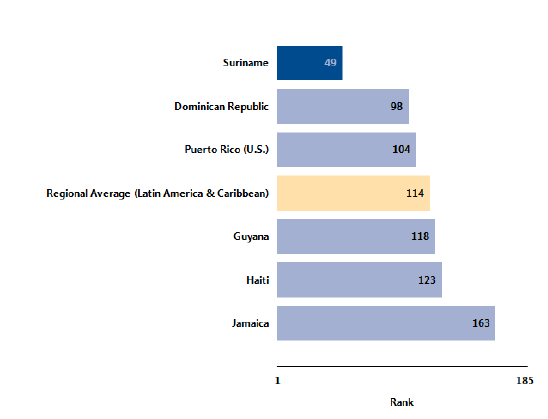 Suriname 49
Dominican Republic 98
Puerto Rico (U.S.) 104
Regional Average (Latin America & Caribbean) 114
Guyana 118
Haiti 123
Jamaica 163
1 185
Rank